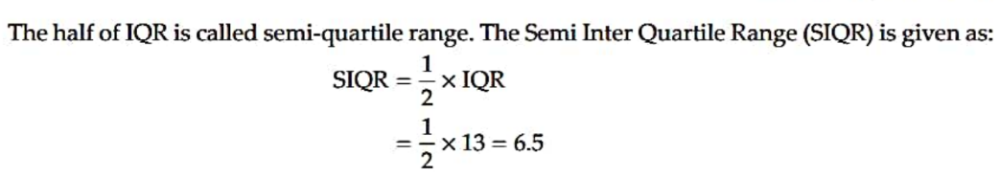 The half of IQR is called semi-quartile range. The Semi Inter Quartile Range (SIQR) is given as:
SIQR = 1/2 × IQR
= 1/2 × 13 = 6.5